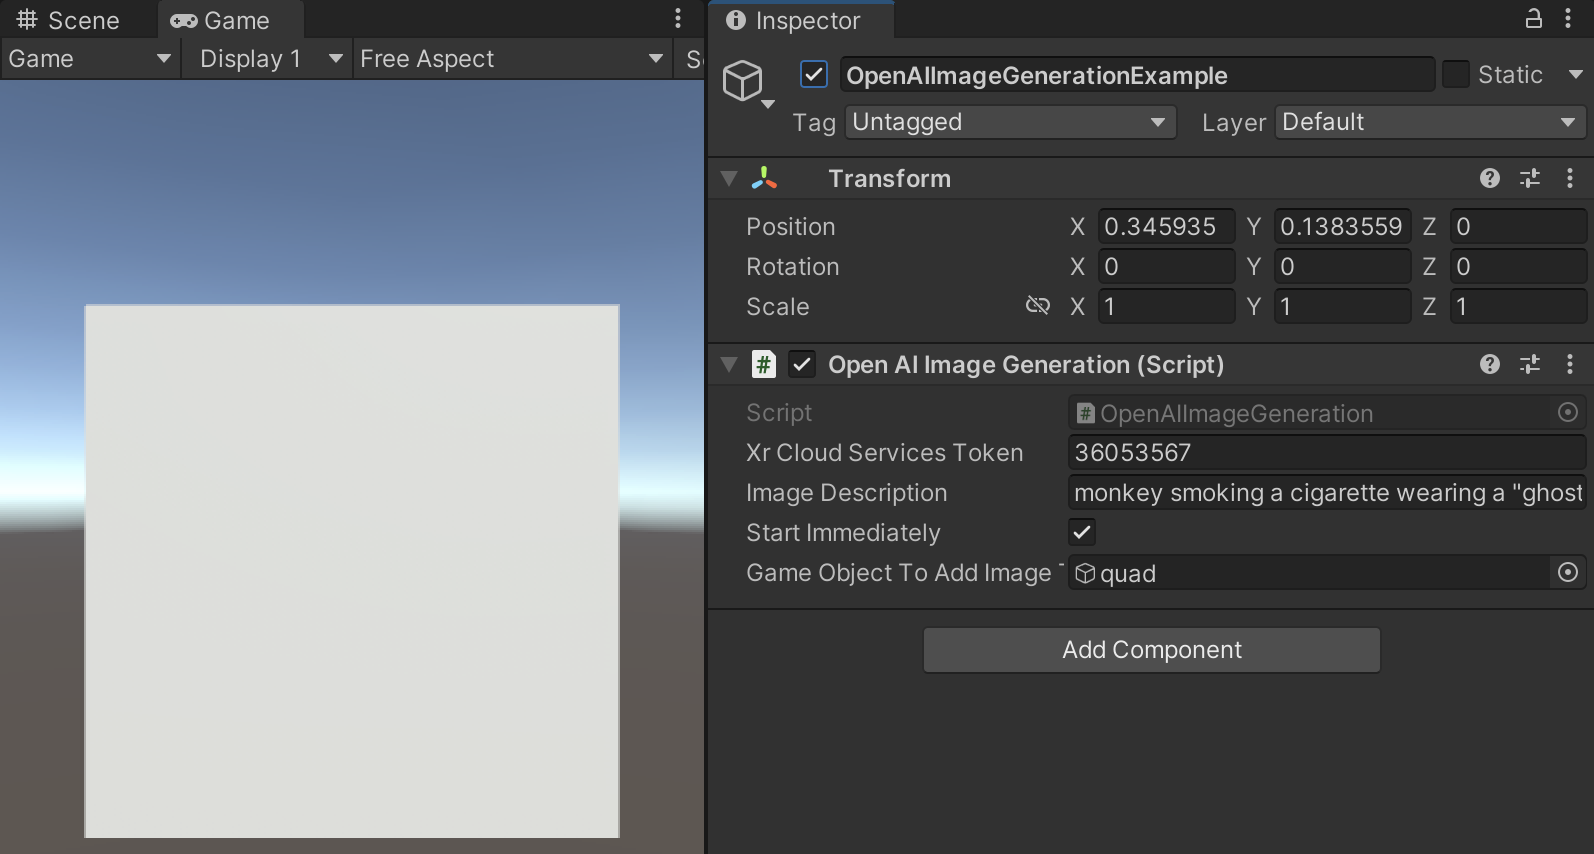 Scene Game
Game Display 1 Free Aspect
Inspector
OpenAIImageGenerationExample Static
Tag Untagged Layer Default
Transform
Position X 0.345935 Y 0.1383559 Z 0
Rotation X 0 Y 0 Z 0
Scale X 1 Y 1 Z 1
# Open AI Image Generation (Script)
Script # OpenAIImageGeneration
Xr Cloud Services Token 36053567
Image Description monkey smoking a cigarette wearing a "ghost
Start Immediately
Game Object To Add Image quad
Add Component